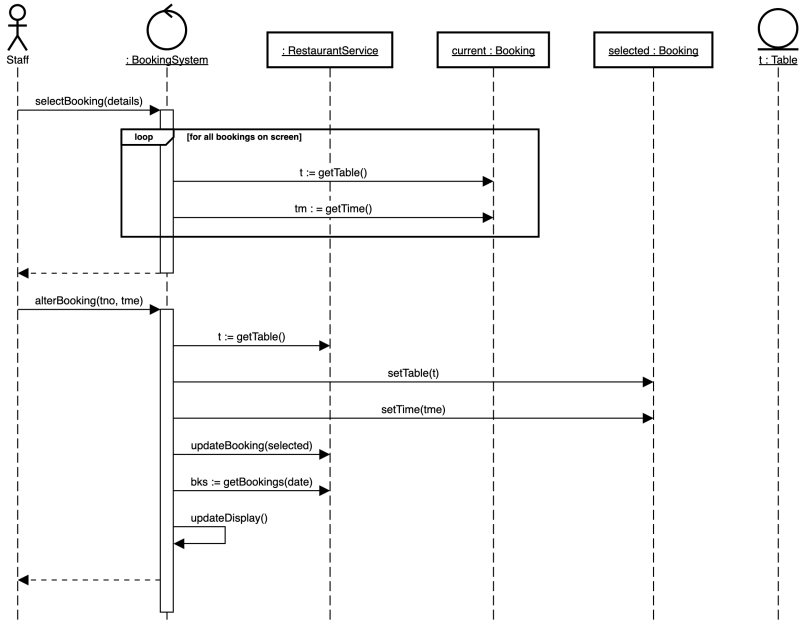 Staff
: BookingSystem
: RestaurantService
current : Booking
selected : Booking
t : Table
selectBooking(details)
loop
[for all bookings on screen]
t := getTable()
tm : = getTime()
alterBooking(tno, tme)
t := getTable()
setTable(t)
setTime(tme)
updateBooking(selected)
bks := getBookings(date)
updateDisplay()